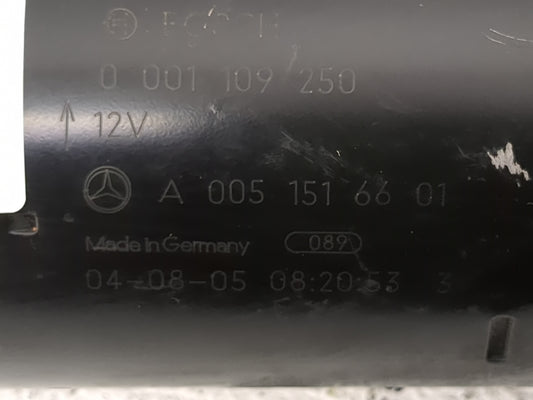 BOSCH
0 001 109 250
↑ 12V
A 005 151 66 01
Made in Germany 089
04-08-05 08:20:53 3